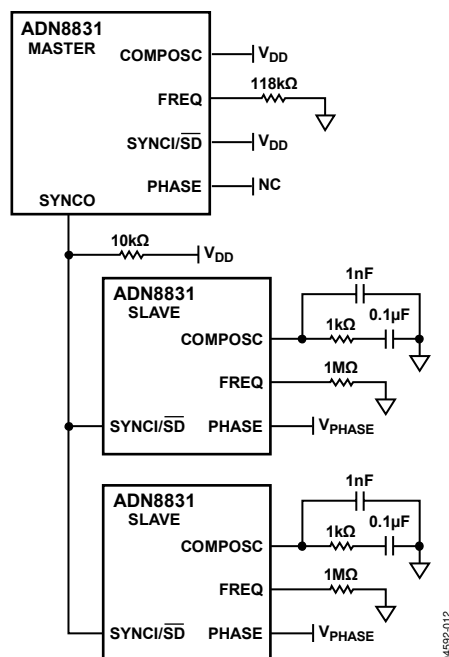 ADN8831
MASTER
COMPOSC
VDD
118kΩ
FREQ
SYNCI/SD
VDD
PHASE
NC
SYNCO
10kΩ
VDD
ADN8831
SLAVE
1nF
COMPOSC
1kΩ
0.1µF
FREQ
1MΩ
SYNCI/SD
PHASE
VPHASE
ADN8831
SLAVE
1nF
COMPOSC
1kΩ
0.1µF
FREQ
1MΩ
SYNCI/SD
PHASE
VPHASE